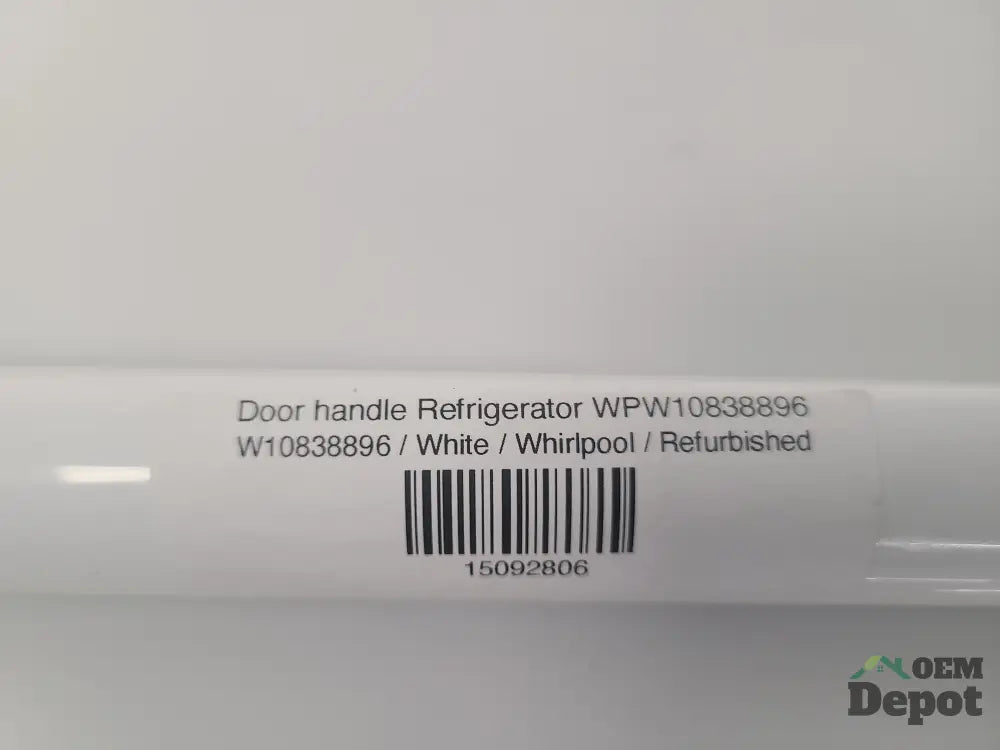 Door handle Refrigerator WPW10838896
W10838896 / White / Whirlpool / Refurbished
15092806
OEM
Depot